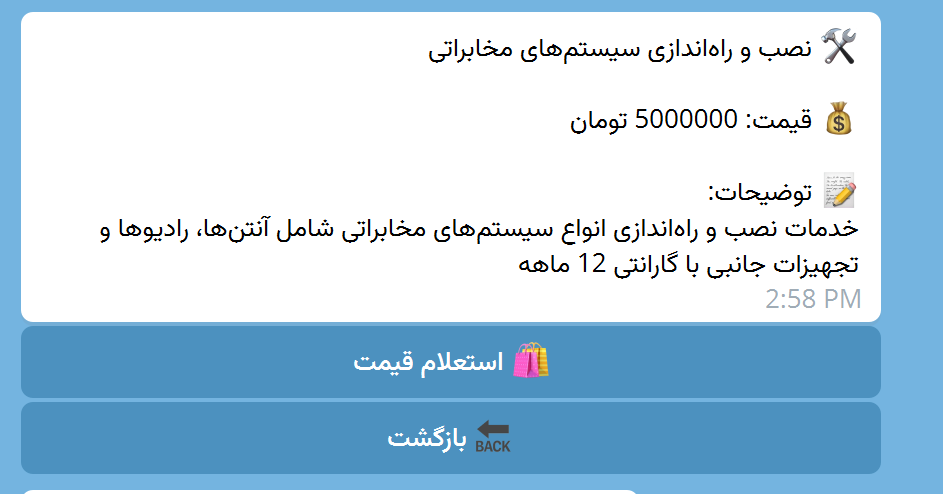 🛠 نصب و راه‌اندازی سیستم‌های مخابراتی
💰 قیمت: 5000000 تومان
📝 توضیحات:
خدمات نصب و راه‌اندازی انواع سیستم‌های مخابراتی شامل آنتن‌ها، رادیوها و
تجهیزات جانبی با گارانتی 12 ماهه
2:58 PM
🛍 استعلام قیمت
🔙 بازگشت